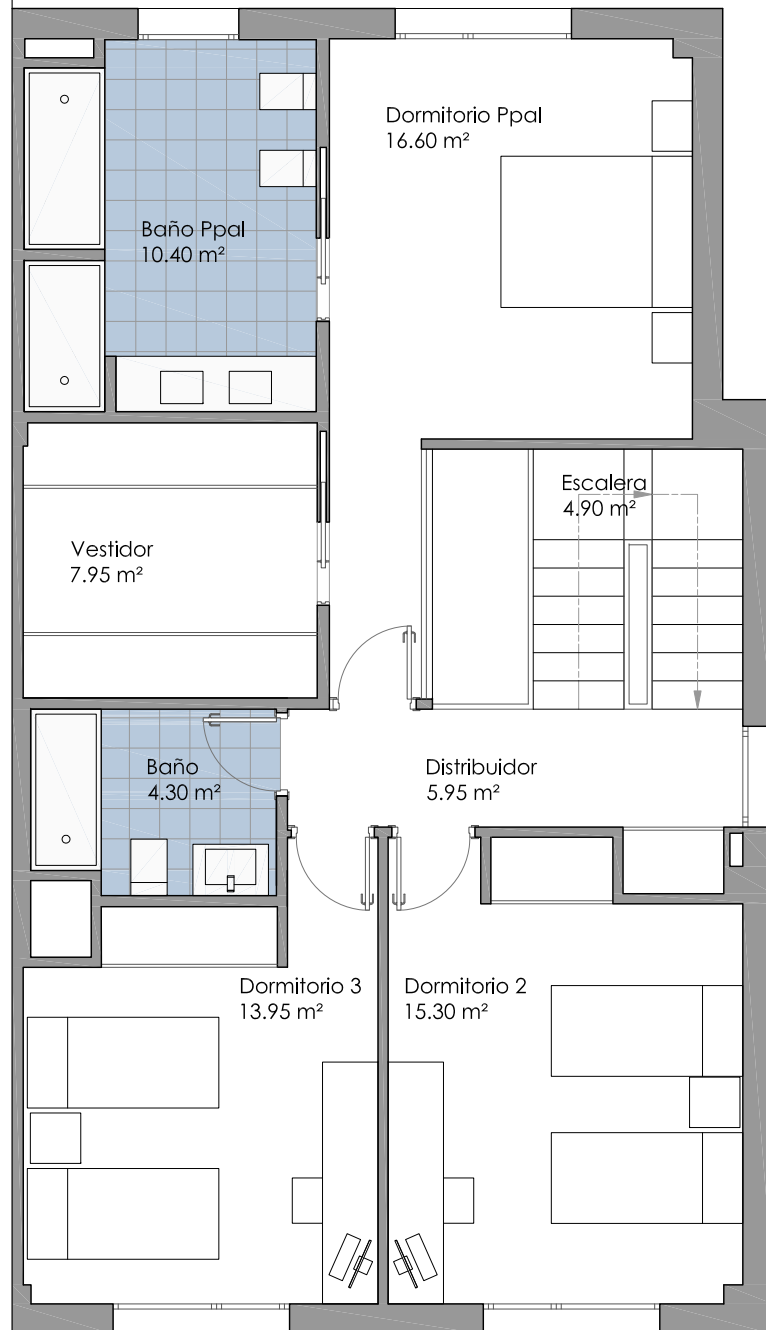 Dormitorio Ppal
16.60 m²
Baño Ppal
10.40 m²
Escalera
4.90 m²
Vestidor
7.95 m²
Baño
4.30 m²
Distribuidor
5.95 m²
Dormitorio 3
13.95 m²
Dormitorio 2
15.30 m²